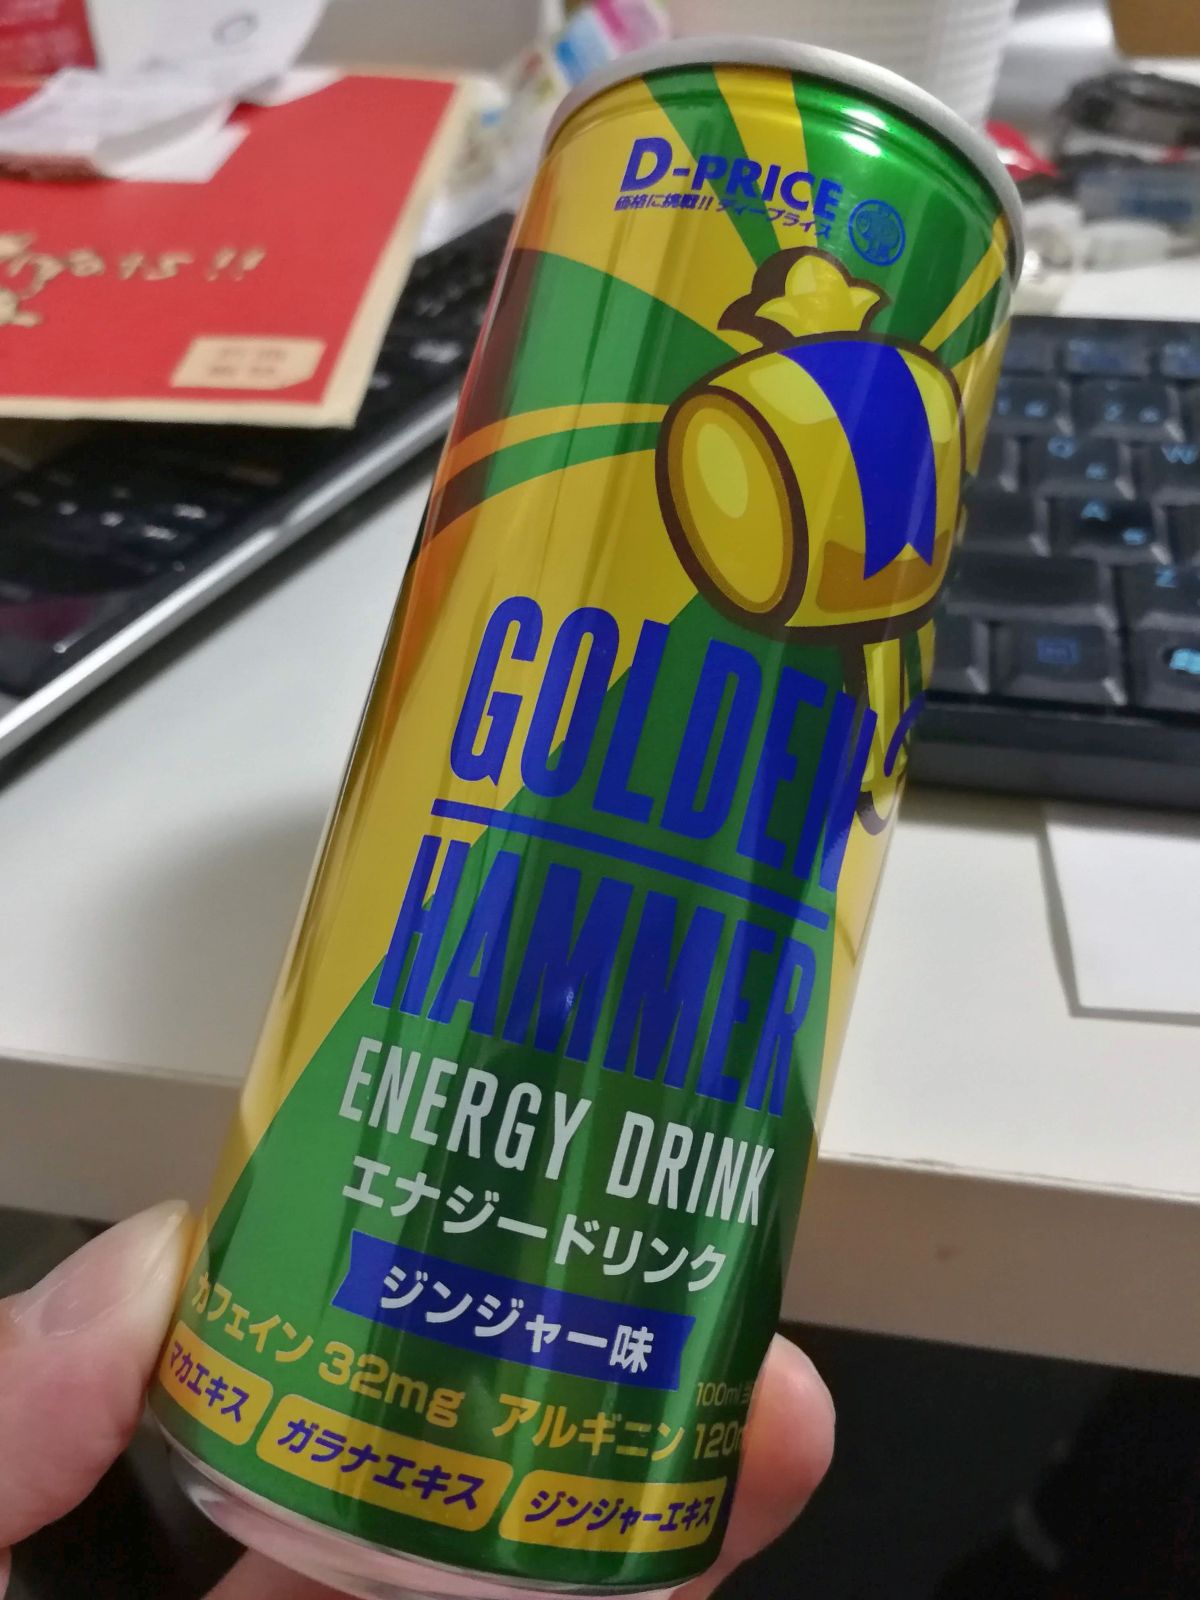 D-PRICE
価格に挑戦!! ディープライス
GOLDEN
HAMMER
ENERGY DRINK
エナジードリンク
ジンジャー味
100ml
カフェイン 32mg アルギニン 120
マカエキス ガラナエキス ジンジャーエキス